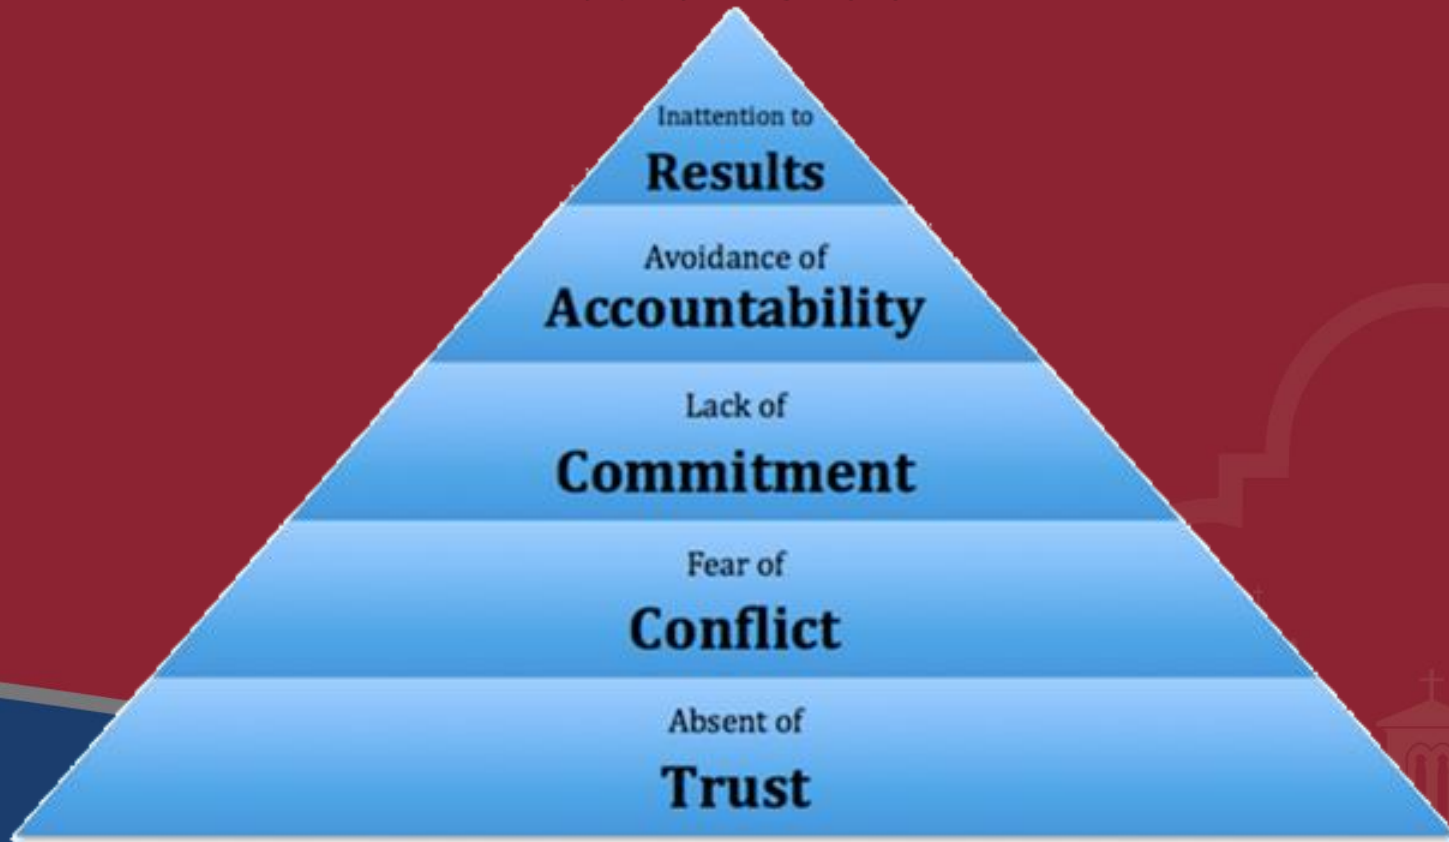 Inattention to
Results
Avoidance of
Accountability
Lack of
Commitment
Fear of
Conflict
Absent of
Trust